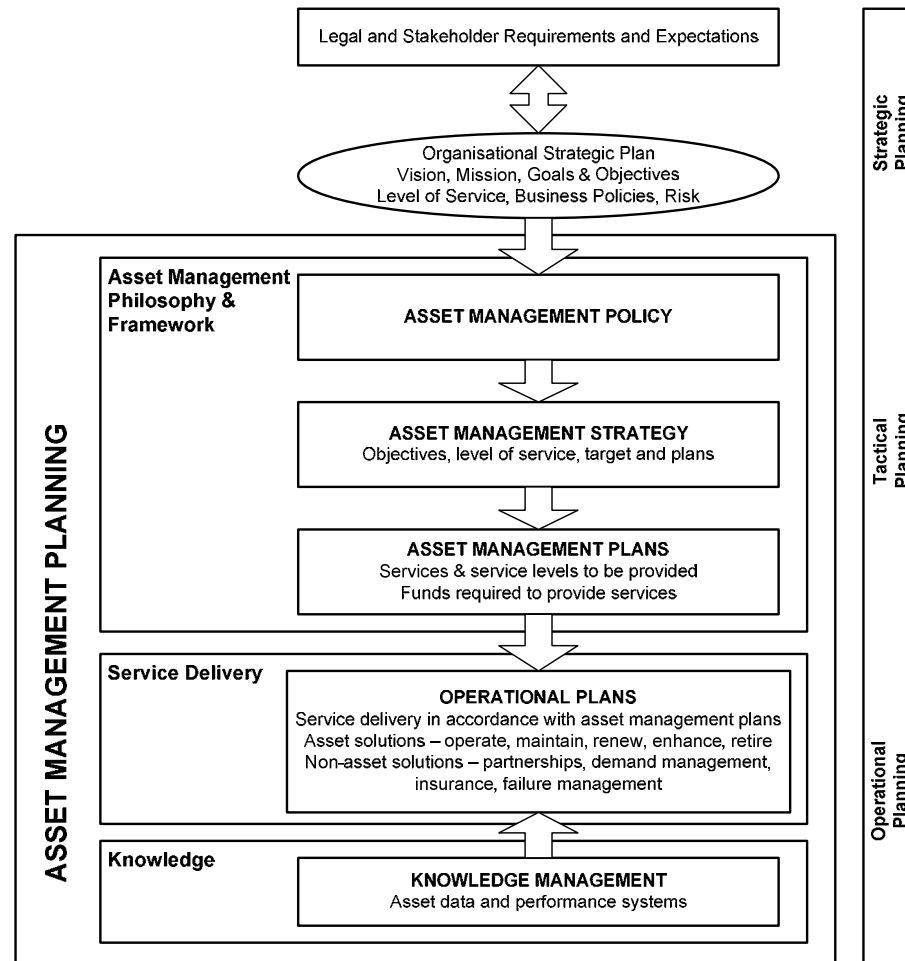 Legal and Stakeholder Requirements and Expectations
Organisational Strategic Plan
Vision, Mission, Goals & Objectives
Level of Service, Business Policies, Risk
Strategic
Planning
ASSET MANAGEMENT PLANNING
Asset Management
Philosophy &
Framework
ASSET MANAGEMENT POLICY
ASSET MANAGEMENT STRATEGY
Objectives, level of service, target and plans
Tactical
Planning
ASSET MANAGEMENT PLANS
Services & service levels to be provided
Funds required to provide services
Service Delivery
OPERATIONAL PLANS
Service delivery in accordance with asset management plans
Asset solutions – operate, maintain, renew, enhance, retire
Non-asset solutions – partnerships, demand management,
insurance, failure management
Operational
Planning
Knowledge
KNOWLEDGE MANAGEMENT
Asset data and performance systems